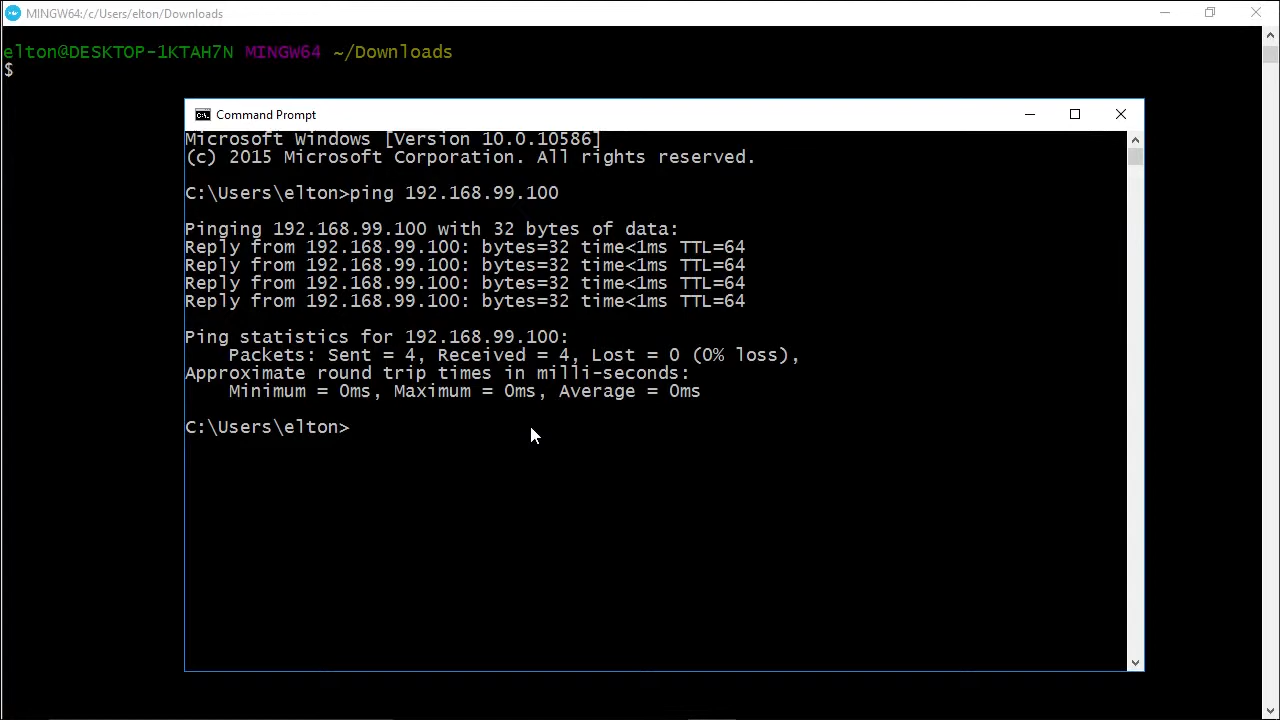 MINGW64:/c/Users/elton/Downloads
elton@DESKTOP-1KTAH7N MINGW64 ~/Downloads
$
Command Prompt
Microsoft Windows [Version 10.0.10586]
(c) 2015 Microsoft Corporation. All rights reserved.
C:\Users\elton>ping 192.168.99.100
Pinging 192.168.99.100 with 32 bytes of data:
Reply from 192.168.99.100: bytes=32 time<1ms TTL=64
Reply from 192.168.99.100: bytes=32 time<1ms TTL=64
Reply from 192.168.99.100: bytes=32 time<1ms TTL=64
Reply from 192.168.99.100: bytes=32 time<1ms TTL=64
Ping statistics for 192.168.99.100:
    Packets: Sent = 4, Received = 4, Lost = 0 (0% loss),
Approximate round trip times in milli-seconds:
    Minimum = 0ms, Maximum = 0ms, Average = 0ms
C:\Users\elton>